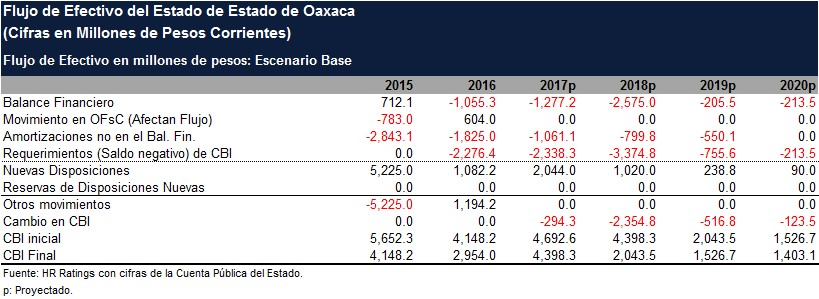 Flujo de Efectivo del Estado de Estado de Oaxaca
(Cifras en Millones de Pesos Corrientes)
Flujo de Efectivo en millones de pesos: Escenario Base
2015 2016 2017p 2018p 2019p 2020p
Balance Financiero 712.1 -1,055.3 -1,277.2 -2,575.0 -205.5 -213.5
Movimiento en OFsC (Afectan Flujo) -783.0 604.0 0.0 0.0 0.0 0.0
Amortizaciones no en el Bal. Fin. -2,843.1 -1,825.0 -1,061.1 -799.8 -550.1 0.0
Requerimientos (Saldo negativo) de CBI 0.0 -2,276.4 -2,338.3 -3,374.8 -755.6 -213.5
Nuevas Disposiciones 5,225.0 1,082.2 2,044.0 1,020.0 238.8 90.0
Reservas de Disposiciones Nuevas 0.0 0.0 0.0 0.0 0.0 0.0
Otros movimientos -5,225.0 1,194.2 0.0 0.0 0.0 0.0
Cambio en CBI 0.0 0.0 -294.3 -2,354.8 -516.8 -123.5
CBI inicial 5,652.3 4,148.2 4,692.6 4,398.3 2,043.5 1,526.7
CBI Final 4,148.2 2,954.0 4,398.3 2,043.5 1,526.7 1,403.1
Fuente: HR Ratings con cifras de la Cuenta Pública del Estado.
p: Proyectado.